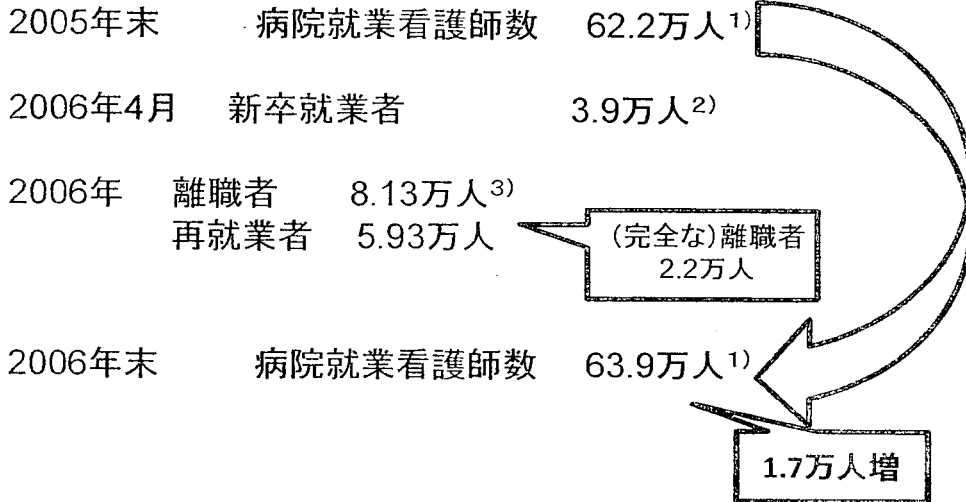 2005年末 病院就業看護師数 62.2万人1)
2006年4月 新卒就業者 3.9万人2)
2006年 離職者 8.13万人3)
再就業者 5.93万人
(完全な)離職者
2.2万人
2006年末 病院就業看護師数 63.9万人1)
1.7万人増